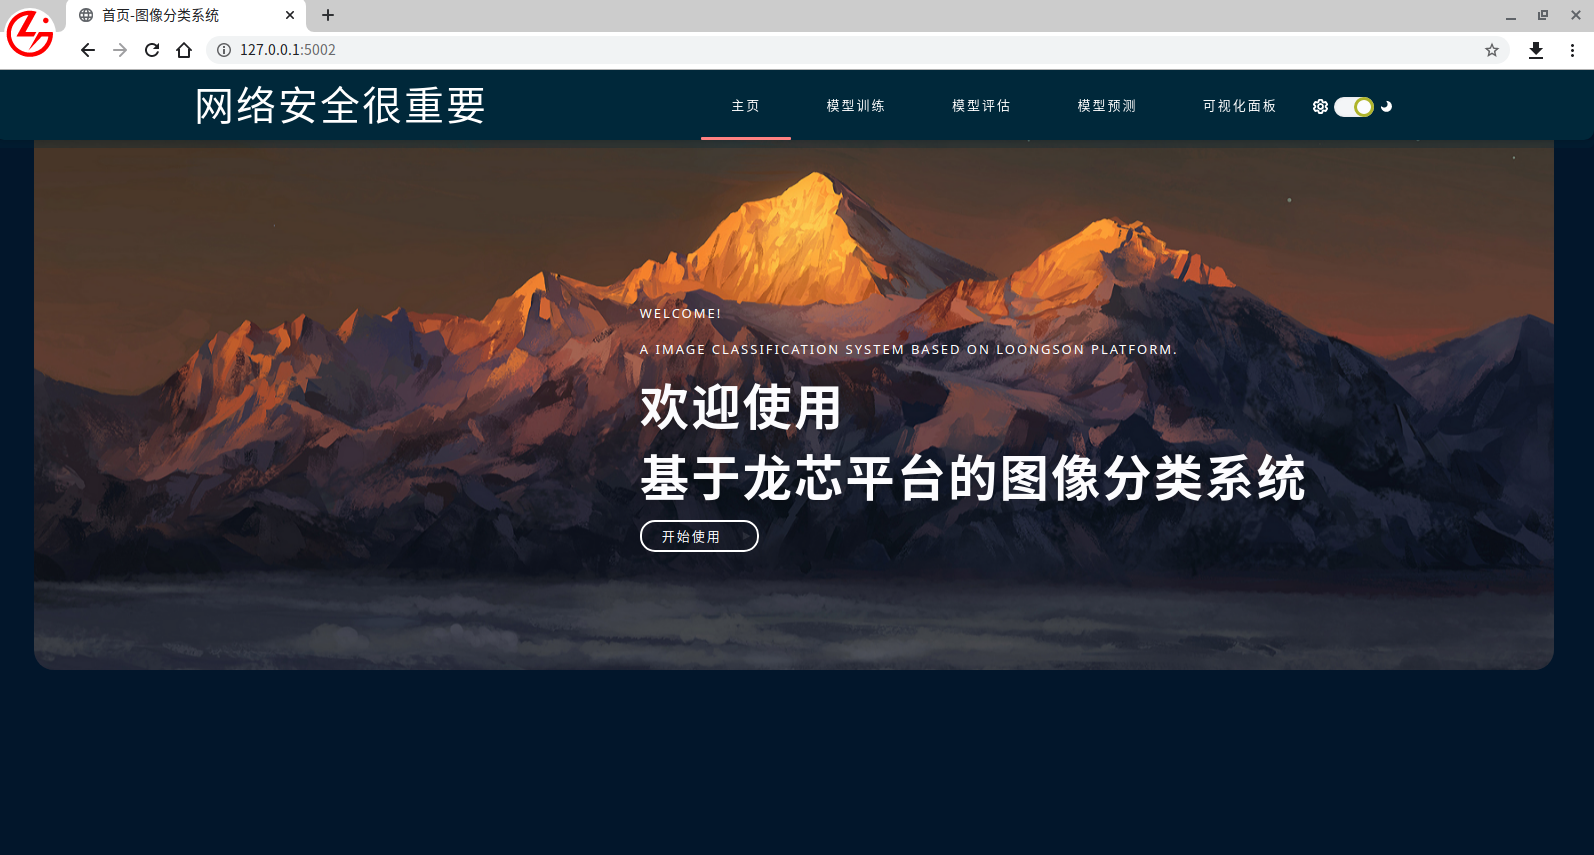 首页-图像分类系统
127.0.0.1:5002
网络安全很重要
主页 模型训练 模型评估 模型预测 可视化面板
WELCOME!
A IMAGE CLASSIFICATION SYSTEM BASED ON LOONGSON PLATFORM.
欢迎使用
基于龙芯平台的图像分类系统
开始使用